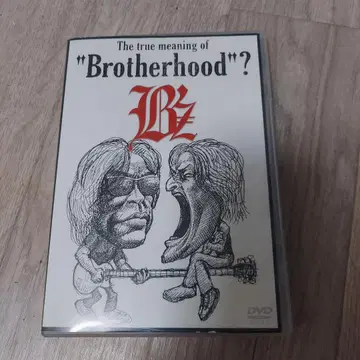 The true meaning of
"Brotherhood"?
B'z
DVD